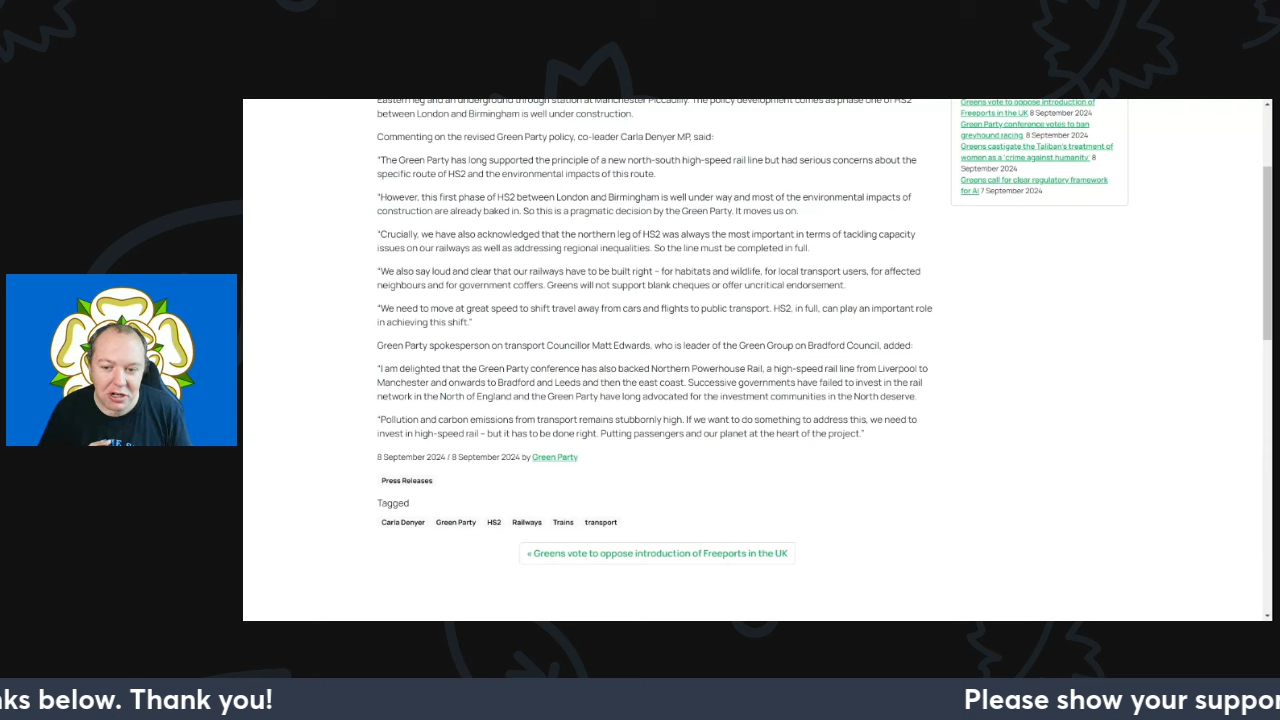 Eastern leg and an underground through station at Manchester Piccadilly. The policy development comes as phase one of HS2
between London and Birmingham is well under construction.
Commenting on the revised Green Party policy, co-leader Carla Denyer MP, said:
“The Green Party has long supported the principle of a new north-south high-speed rail line but had serious concerns about the
specific route of HS2 and the environmental impacts of this route.
“However, this first phase of HS2 between London and Birmingham is well under way and most of the environmental impacts of
construction are already baked in. So this is a pragmatic decision by the Green Party. It moves us on.
“Crucially, we have also acknowledged that the northern leg of HS2 was always the most important in terms of tackling capacity
issues on our railways as well as addressing regional inequalities. So the line must be completed in full.
“We also say loud and clear that our railways have to be built right – for habitats and wildlife, for local transport users, for affected
neighbours and for government coffers. Greens will not support blank cheques or offer uncritical endorsement.
“We need to move at great speed to shift travel away from cars and flights to public transport. HS2, in full, can play an important role
in achieving this shift.”
Green Party spokesperson on transport Councillor Matt Edwards, who is leader of the Green Group on Bradford Council, added:
“I am delighted that the Green Party conference has also backed Northern Powerhouse Rail, a high-speed rail line from Liverpool to
Manchester and onwards to Bradford and Leeds and then the east coast. Successive governments have failed to invest in the rail
network in the North of England and the Green Party have long advocated for the investment communities in the North deserve.
“Pollution and carbon emissions from transport remains stubbornly high. If we want to do something to address this, we need to
invest in high-speed rail – but it has to be done right. Putting passengers and our planet at the heart of the project.”
8 September 2024 / 8 September 2024 by Green Party
Press Releases
Tagged
Carla Denyer Green Party HS2 Railways Trains transport
« Greens vote to oppose introduction of Freeports in the UK
Greens vote to oppose introduction of
Freeports in the UK 8 September 2024
Green Party conference votes to ban
greyhound racing 8 September 2024
Greens castigate the Taliban's treatment of
women as a 'crime against humanity' 8
September 2024
Greens call for clear regulatory framework
for AI 7 September 2024
nks below. Thank you!
Please show your suppor